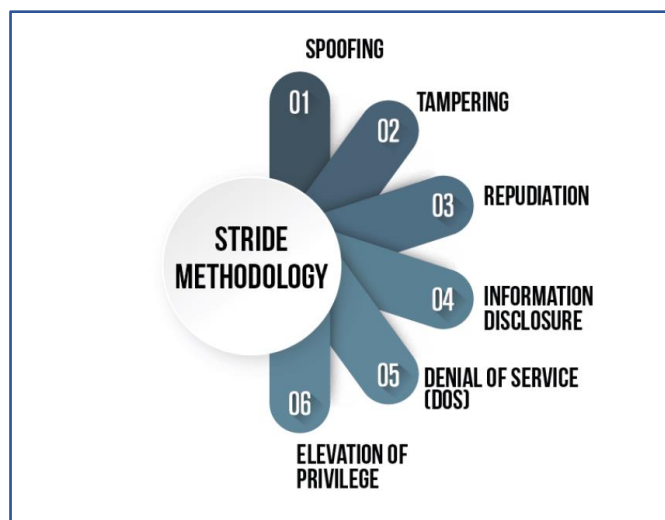 SPOOFING
01
TAMPERING
02
REPUDIATION
03
STRIDE
METHODOLOGY
INFORMATION
DISCLOSURE
04
DENIAL OF SERVICE
(DOS)
05
06
ELEVATION OF
PRIVILEGE